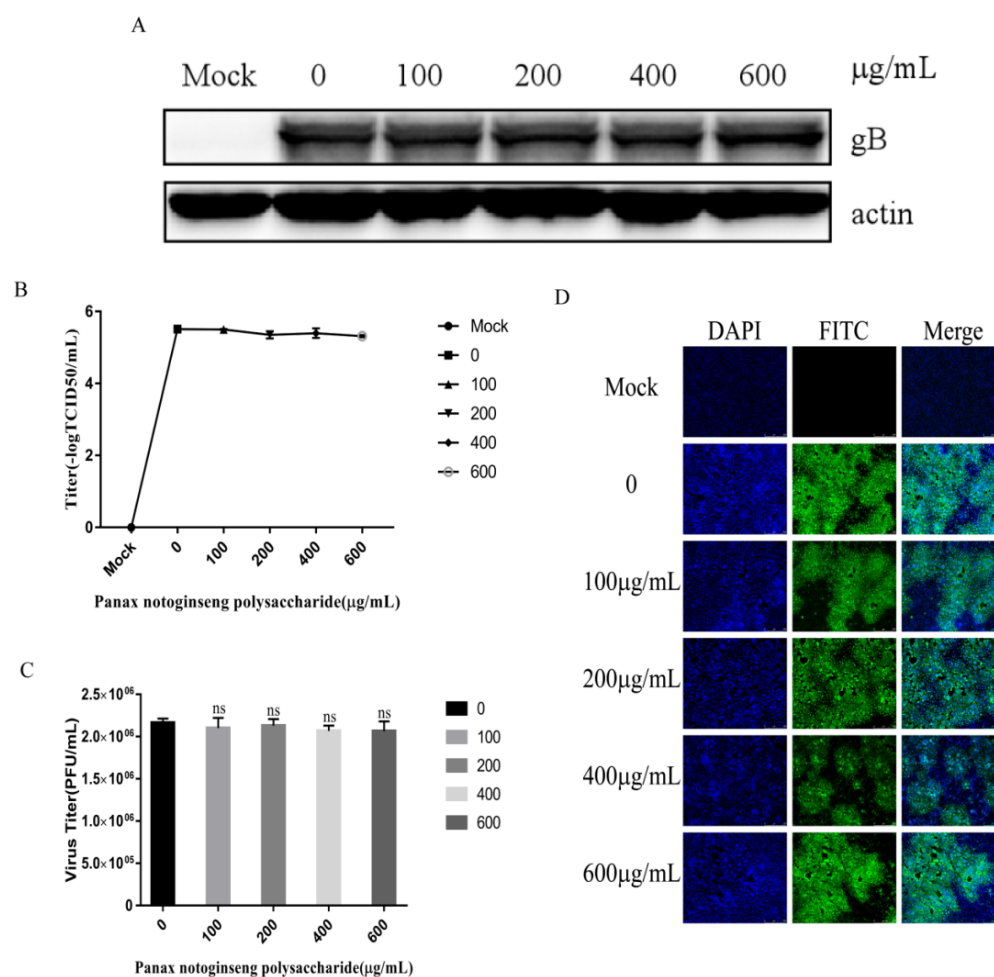 A
Mock 0 100 200 400 600 μg/mL
gB
actin
B
6
4
2
0
Titer(-logTCID50/mL)
Mock 0 100 200 400 600
Panax notoginseng polysaccharide(μg/mL)
Mock
0
100
200
400
600
C
2.5×10⁰⁶
2.0×10⁰⁶
1.5×10⁰⁶
1.0×10⁰⁶
5.0×10⁰⁵
0
Virus Titer(PFU/mL)
ns ns ns ns
0 100 200 400 600
Panax notoginseng polysaccharide(μg/mL)
0
100
200
400
600
D
DAPI FITC Merge
Mock
0
100μg/mL
200μg/mL
400μg/mL
600μg/mL